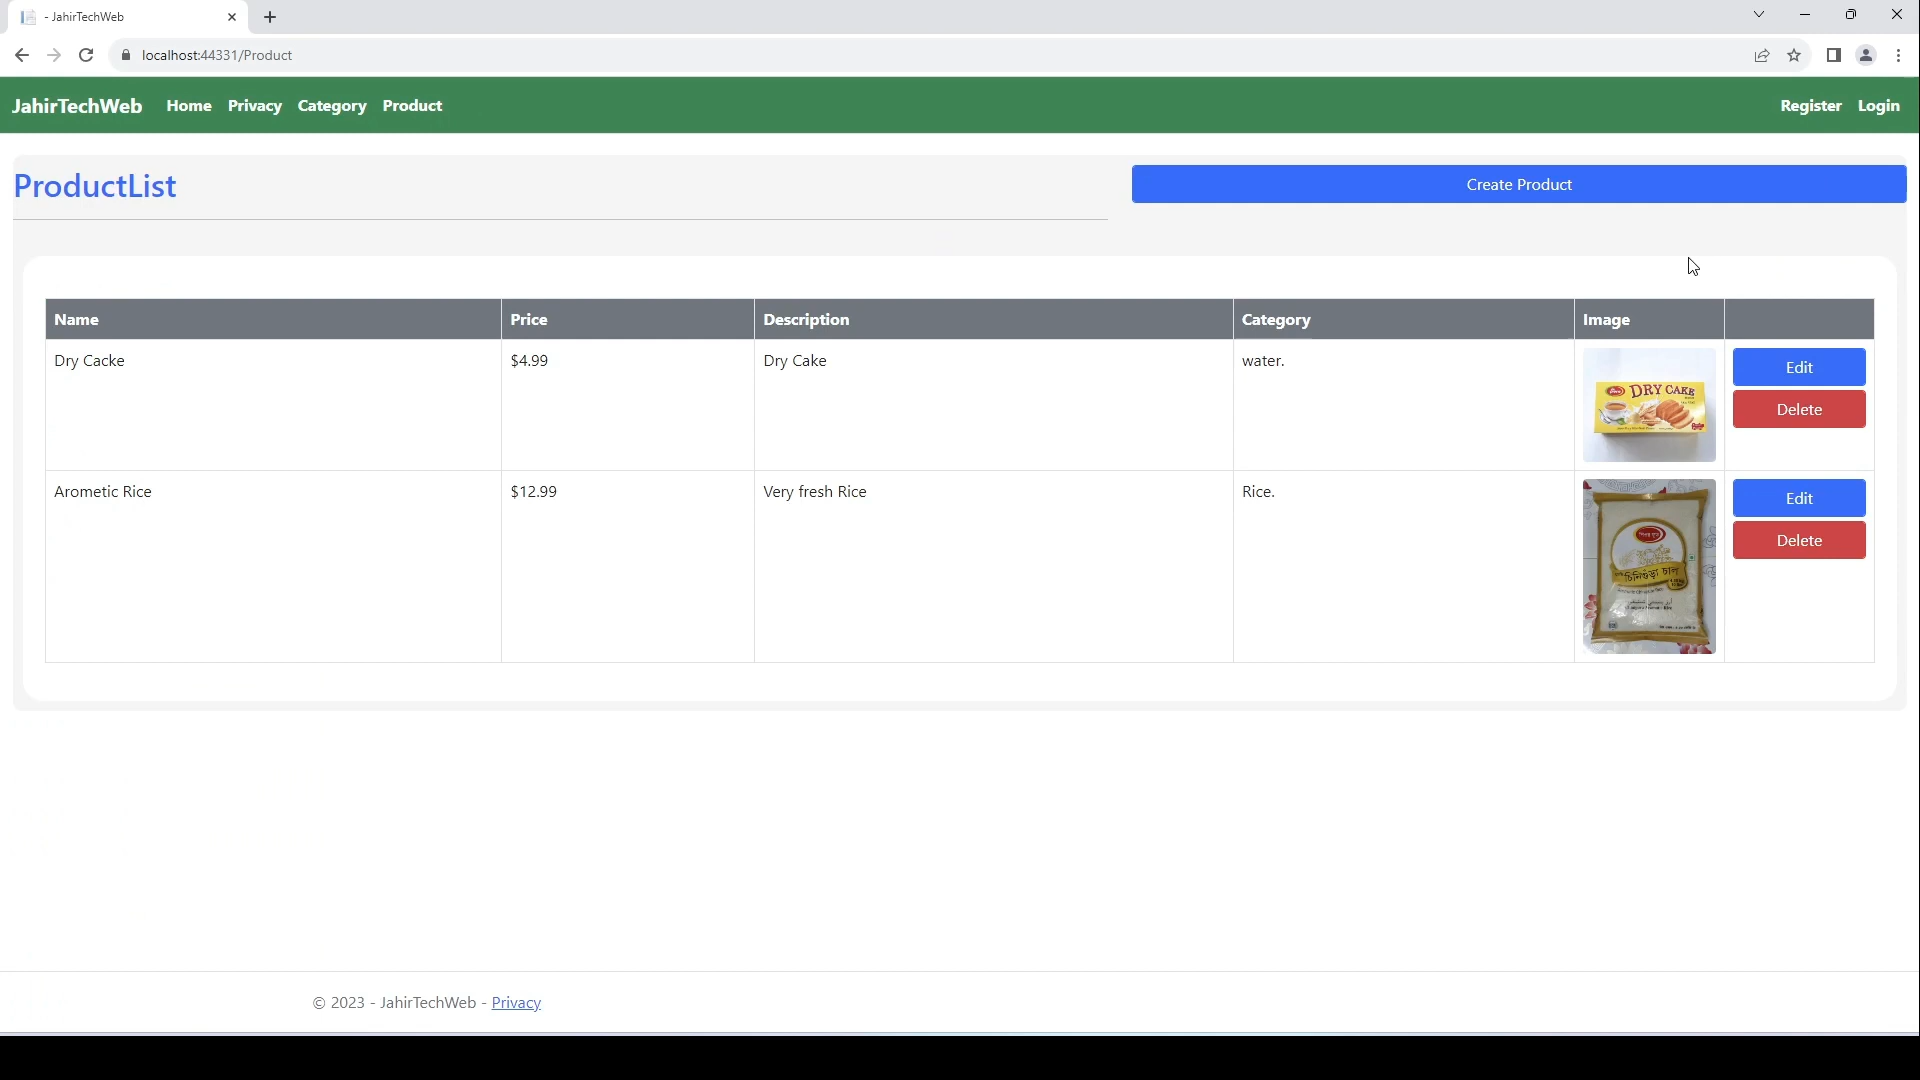 - JahirTechWeb
localhost:44331/Product
JahirTechWeb Home Privacy Category Product Register Login
ProductList Create Product
Name Price Description Category Image
Dry Cacke $4.99 Dry Cake water. Edit
DRY CAKE
Delete
Arometic Rice $12.99 Very fresh Rice Rice. Edit
Delete
চিনিগুঁড়া চাল
© 2023 - JahirTechWeb - Privacy